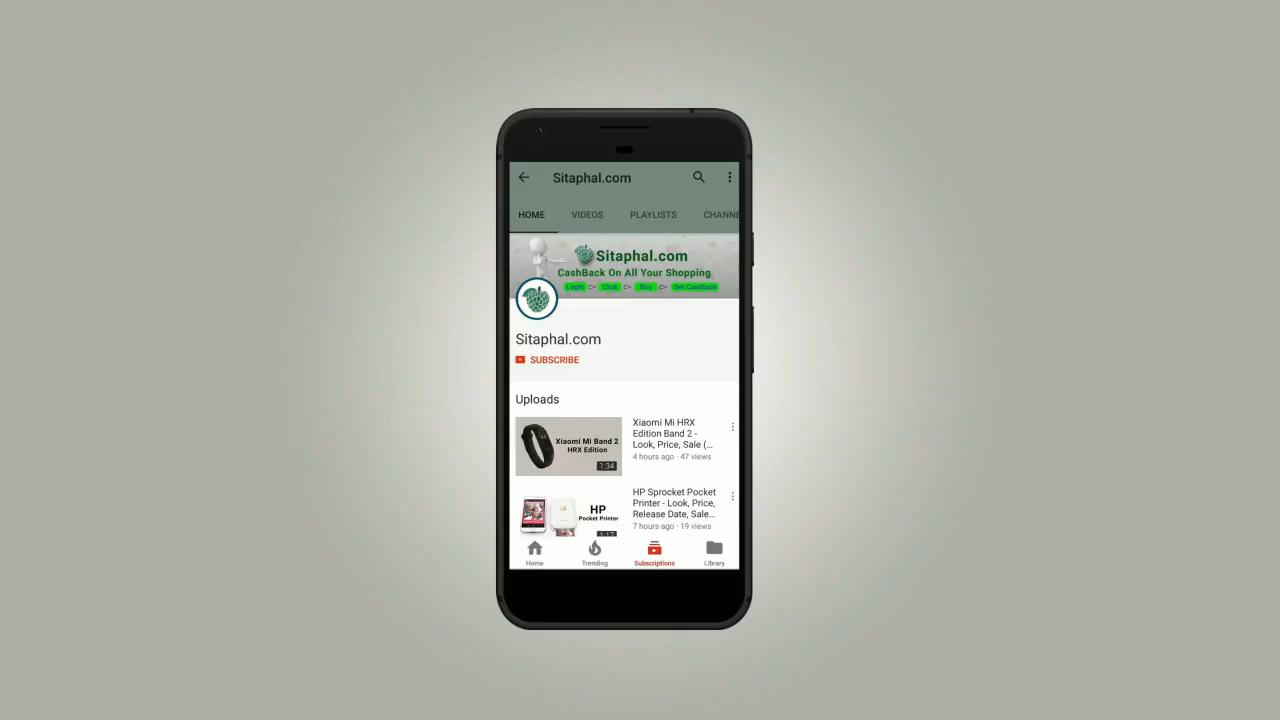 Sitaphal.com
HOME VIDEOS PLAYLISTS CHANNE
Sitaphal.com
CashBack On All Your Shopping
Login Click Buy Get Cashback
Sitaphal.com
SUBSCRIBE
Uploads
Xiaomi Mi Band 2
HRX Edition
1:34
Xiaomi Mi HRX
Edition Band 2 -
Look, Price, Sale (...
4 hours ago · 47 views
HP
Pocket Printer
1:17
HP Sprocket Pocket
Printer - Look, Price,
Release Date, Sale...
7 hours ago · 19 views
Home Trending Subscriptions Library